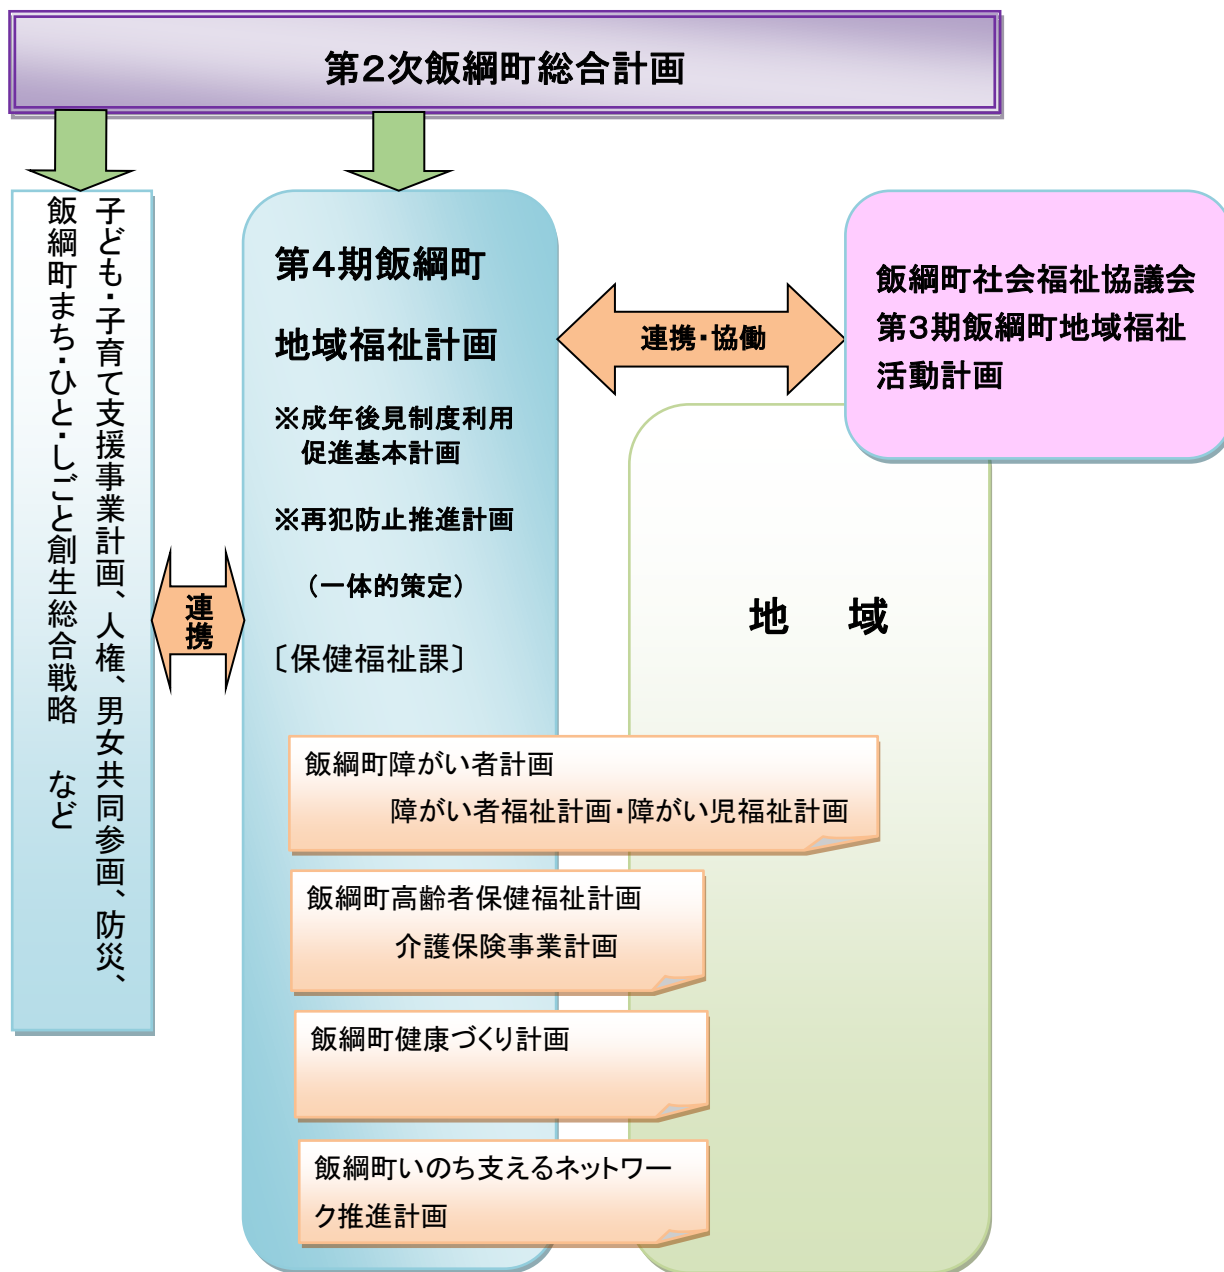 第2次飯綱町総合計画
子ども・子育て支援事業計画、人権、男女共同参画、防災、
飯綱町まち・ひと・しごと創生総合戦略　など
連携
第4期飯綱町
地域福祉計画
※成年後見制度利用
促進基本計画
※再犯防止推進計画
（一体的策定）
〔保健福祉課〕
連携・協働
飯綱町社会福祉協議会
第3期飯綱町地域福祉
活動計画
地　域
飯綱町障がい者計画
障がい者福祉計画・障がい児福祉計画
飯綱町高齢者保健福祉計画
介護保険事業計画
飯綱町健康づくり計画
飯綱町いのち支えるネットワー
ク推進計画